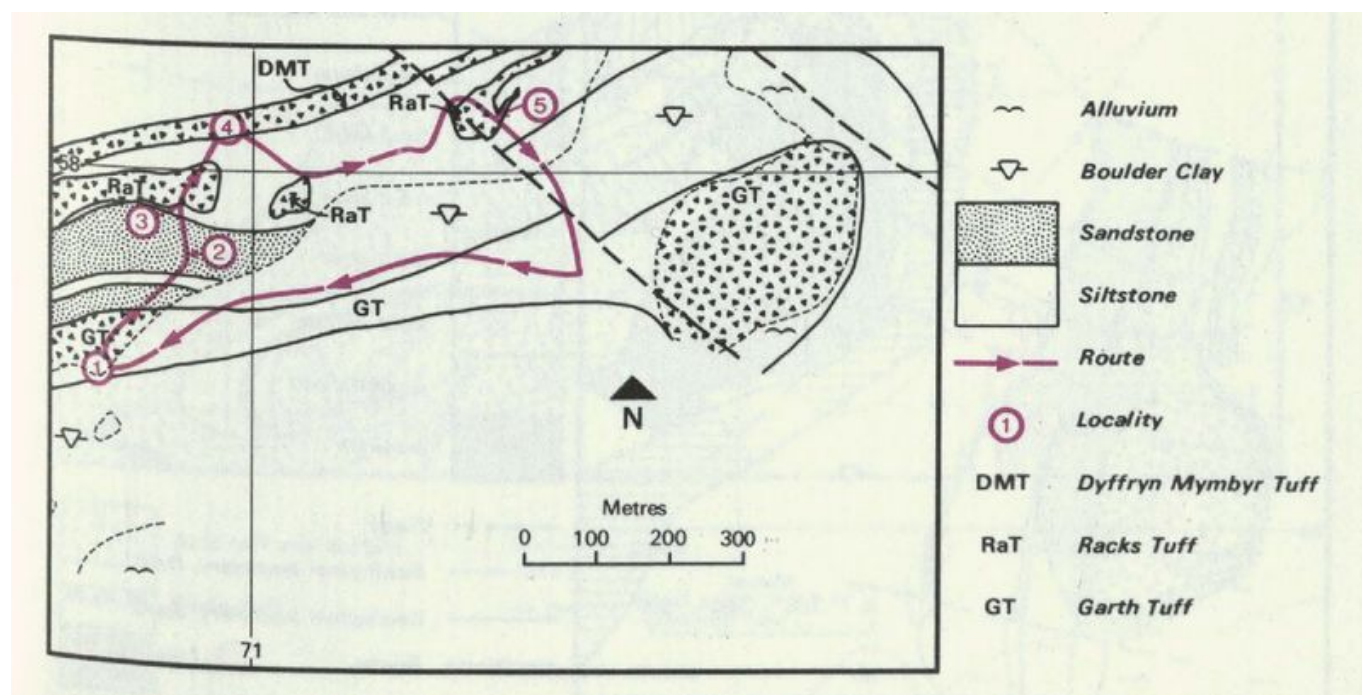 DMT
RaT
5
4
58
RaT
GT
RaT
3
2
GT
GT
1
N
Metres
0 100 200 300
71
Alluvium
Boulder Clay
Sandstone
Siltstone
Route
1 Locality
DMT Dyffryn Mymbyr Tuff
RaT Racks Tuff
GT Garth Tuff